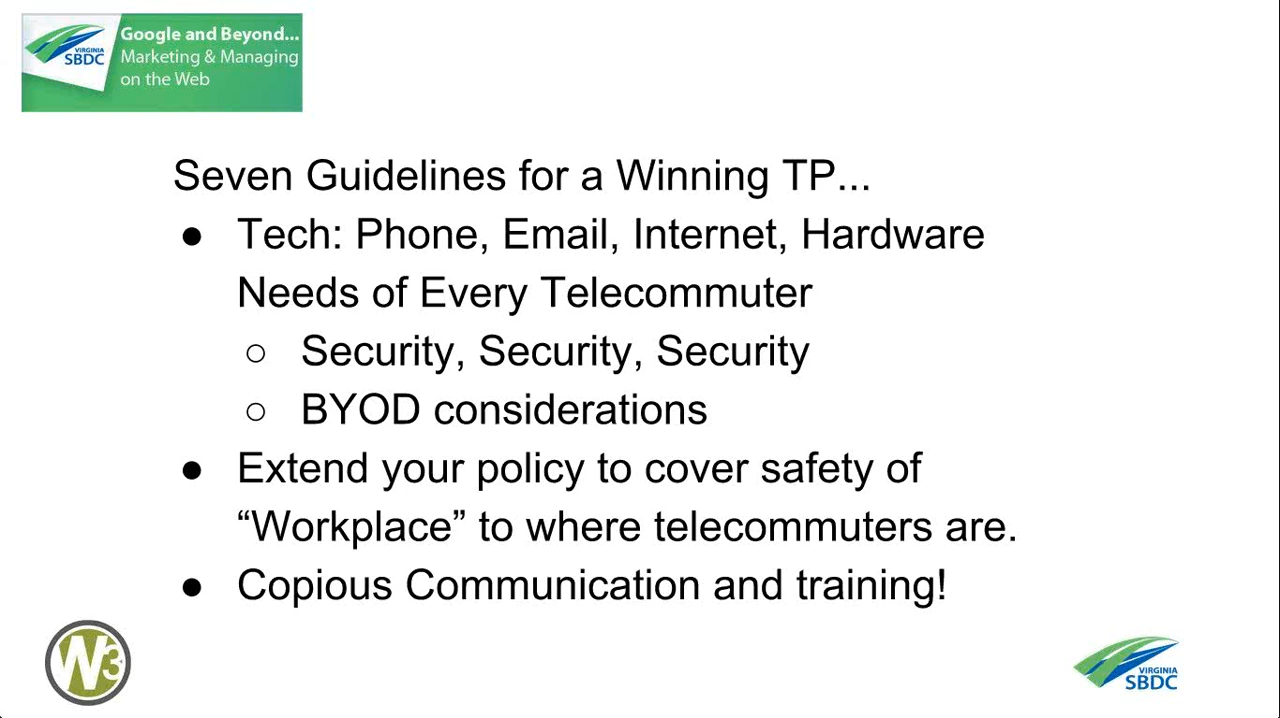 Google and Beyond...
Marketing & Managing
on the Web
VIRGINIA
SBDC
Seven Guidelines for a Winning TP...
● Tech: Phone, Email, Internet, Hardware
Needs of Every Telecommuter
○ Security, Security, Security
○ BYOD considerations
● Extend your policy to cover safety of
“Workplace” to where telecommuters are.
● Copious Communication and training!
W3
VIRGINIA
SBDC